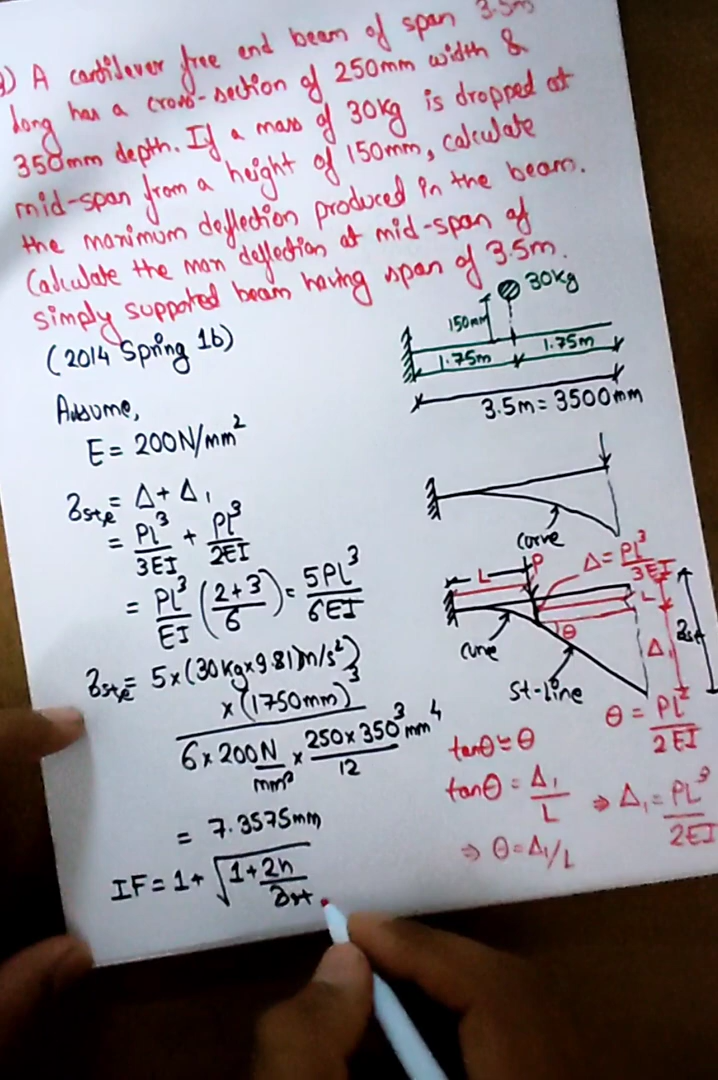 ) A cantilever free end beam of span 3.5m
long has a cross-section of 250mm width &
350mm depth. If a mass of 30kg is dropped at
mid-span from a height of 150mm, calculate
the maximum deflection produced in the beam.
Calculate the max deflection at mid-span of
simply suppoted beam having span of 3.5m.
(2014 Spring 1b)
30kg
150mm
1.75m 1.75m
3.5m = 3500mm
Assume,
E = 200N/mm²
δst,e = Δ + Δ₁
= Pl³/3EI + Pl³/2EI
= Pl³/EI (2+3/6) = 5Pl³/6EI
δst,e = 5×(30kg×9.81)m/s²)
×(1750mm)³
6×200N/mm² × 250×350³/12 mm⁴
= 7.3575mm
IF = 1+ √1+2h/δst
curve
L P Δ = PL³/3EI
L
θ
δst
Δ₁
curve
st-line
θ = PL²/2EI
tanθ ≈ θ
tanθ = Δ₁/L ⇒ Δ₁ = PL³/2EI
⇒ θ = Δ₁/L